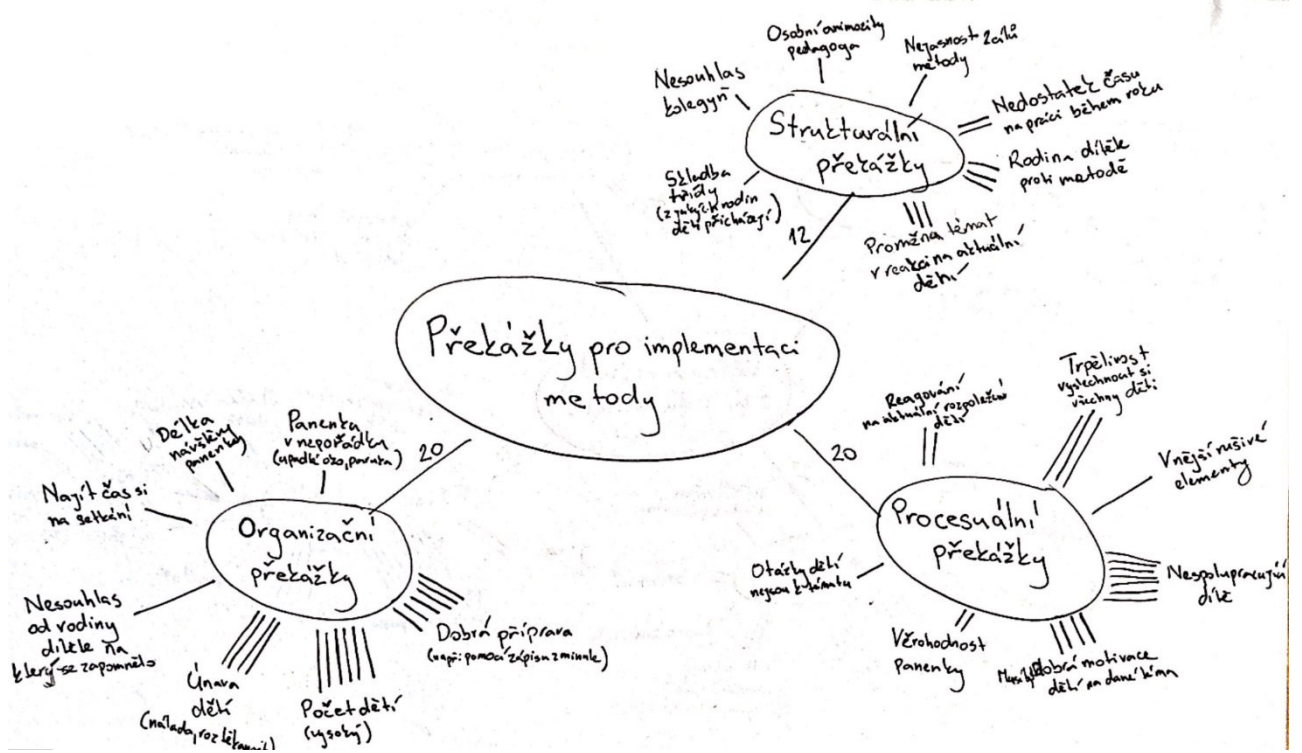 Překážky pro implementaci
metody
12
Strukturální
překážky
Nesouhlas
kolegyň
Osobní animozity
pedagoga
Nejasnost cílů
metody
Nedostatek času
na práci během roku
Rodina dítěte
proti metodě
Proměna témat
v reakci na aktuální
dění
Skladba
třídy
(z jakých rodin
děti přicházejí)
20
Organizační
překážky
Najít čas si
na setkání
Délka
návštěvy
panenky
Panenka
v nepořádku
(upadlé oko, porucha)
Nesouhlas
od rodiny
dítěte na
který se zapomnělo
Únava
dětí
(nálada,
Počet dětí
(vysoký)
Dobrá příprava
(např. pomocí zápisu z minule)
20
Procesuální
překážky
Reagování
na aktuální rozpoložení
dětí
Trpělivost
vyslechnout si
všechny děti
Vnější rušivé
elementy
Nespolupracující
dítě
Dobrá motivace
dětí na dané téma
Věrohodnost
panenky
Otázky dětí
nejsou k tématu